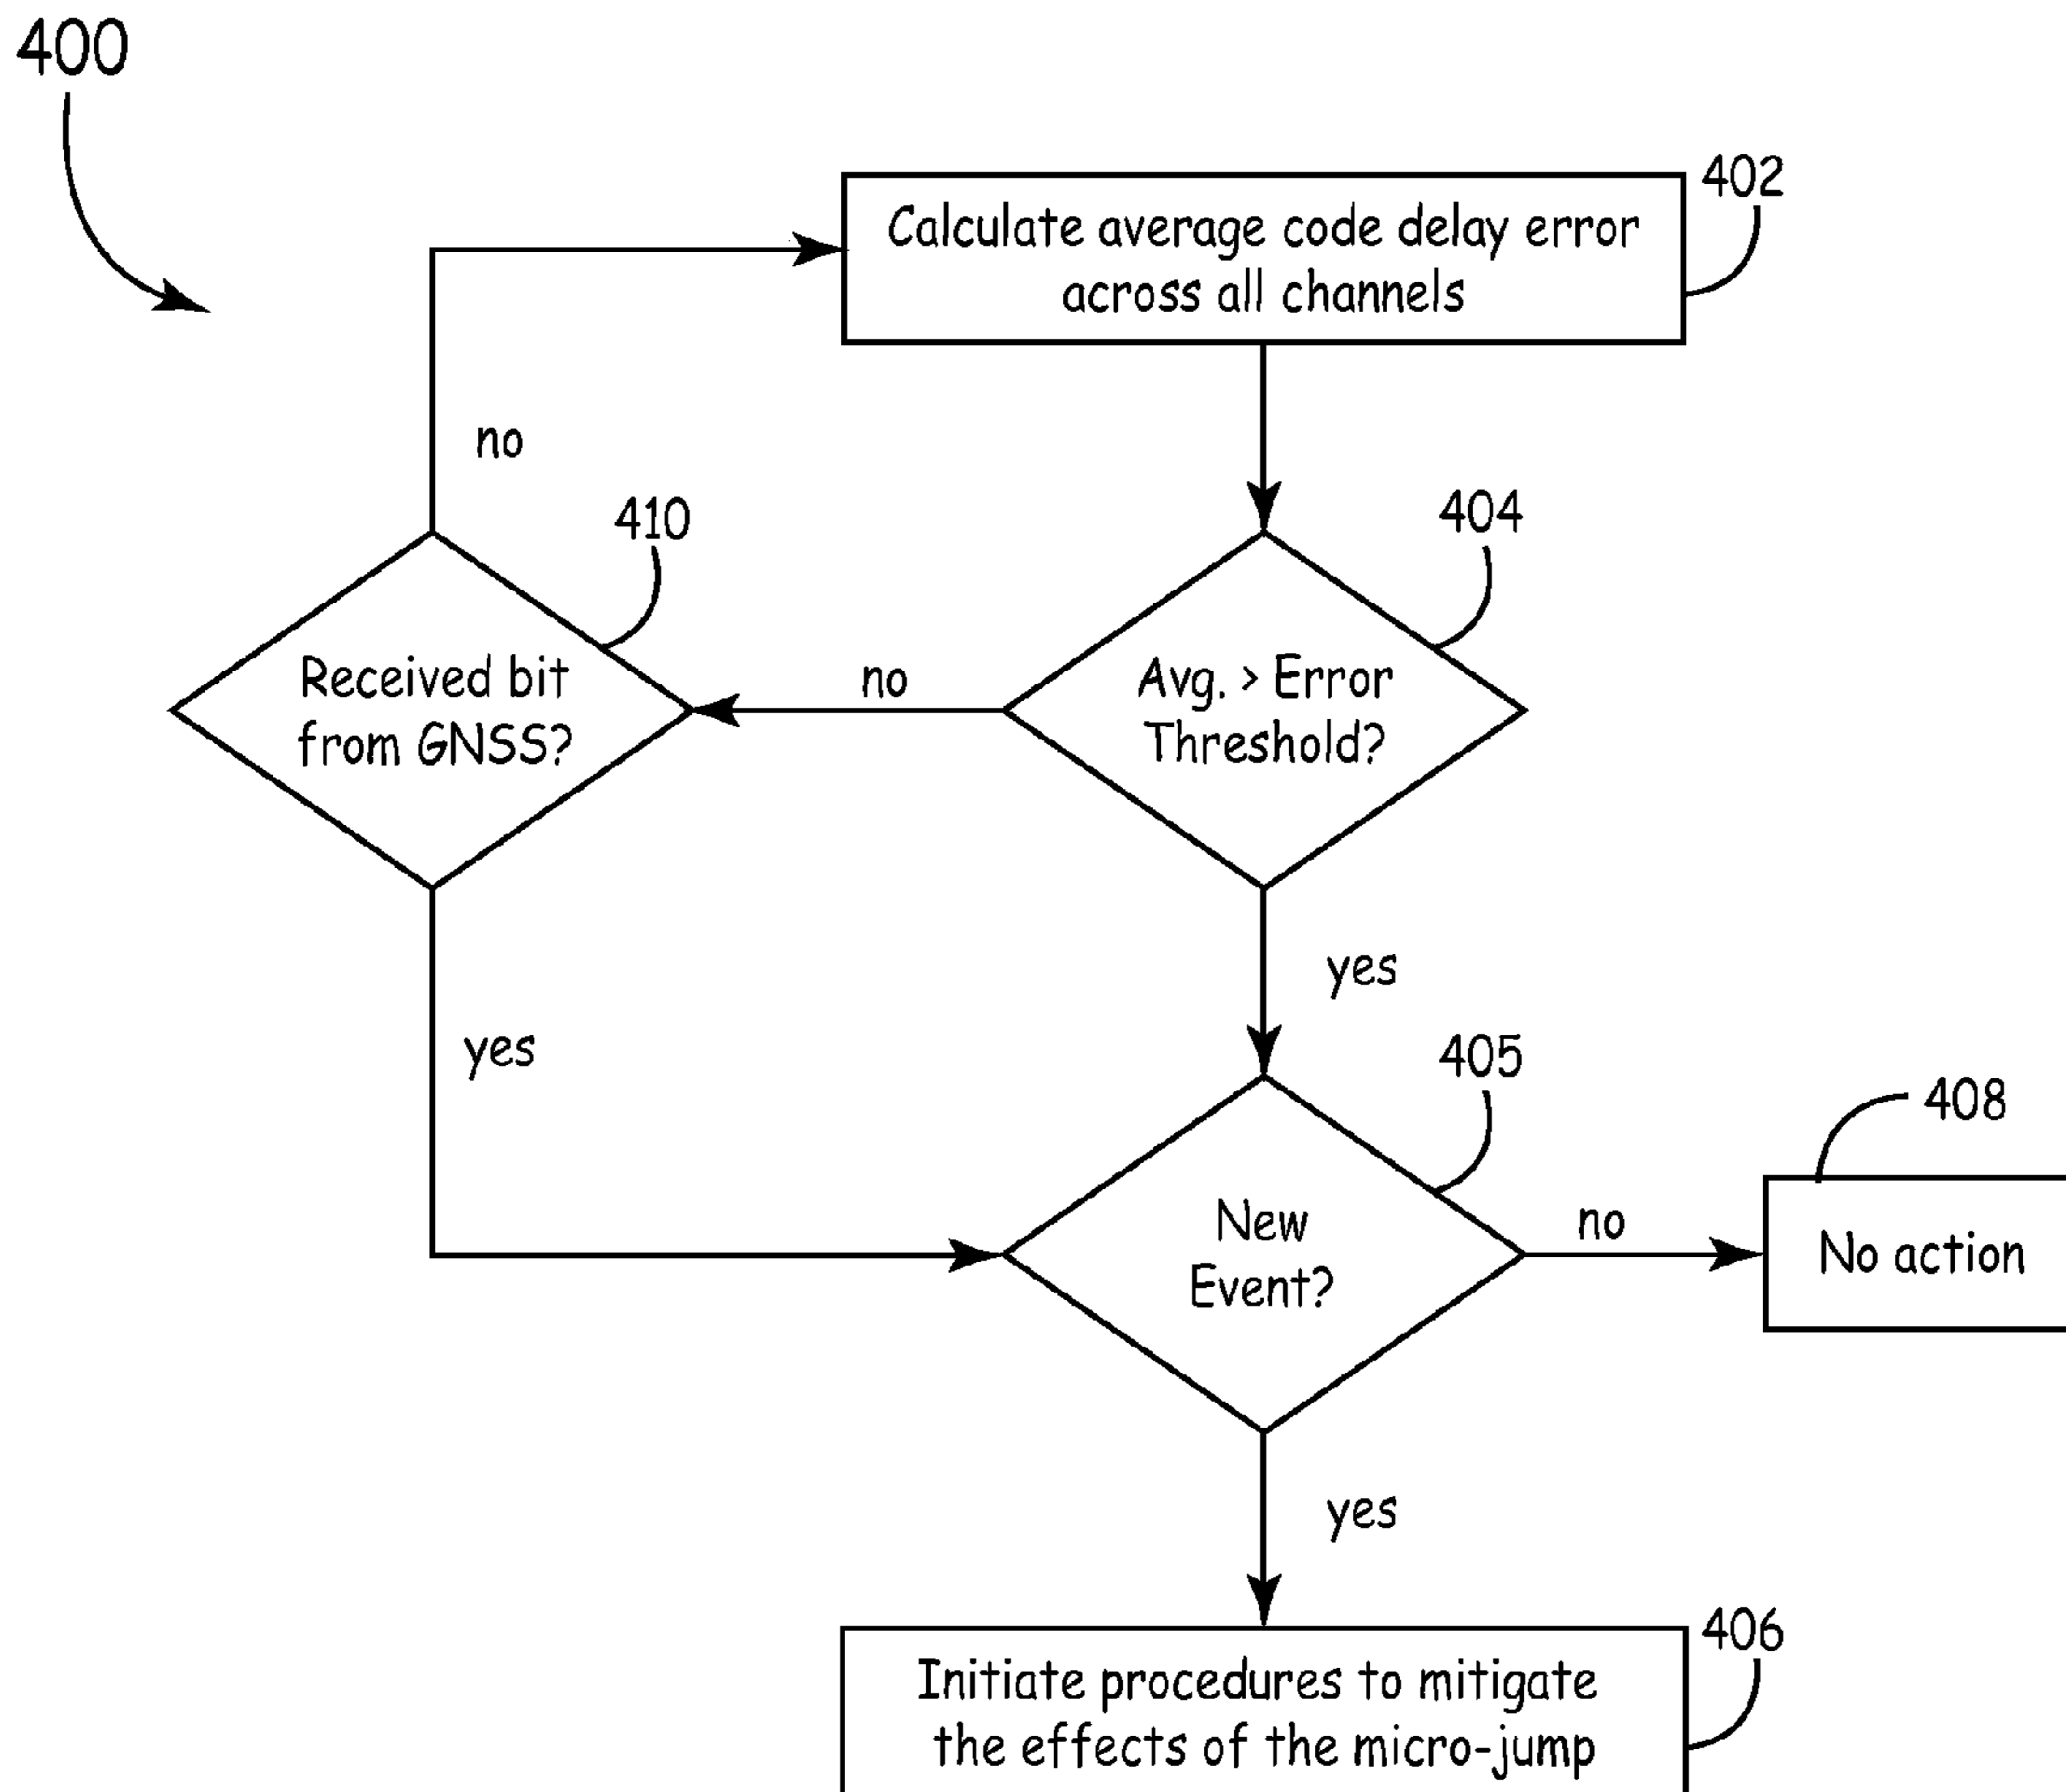 400
402
Calculate average code delay error
across all channels
no
410
404
Received bit
from GNSS?
no
Avg. > Error
Threshold?
yes
yes
405
408
New
Event?
no
No action
yes
406
Initiate procedures to mitigate
the effects of the micro-jump